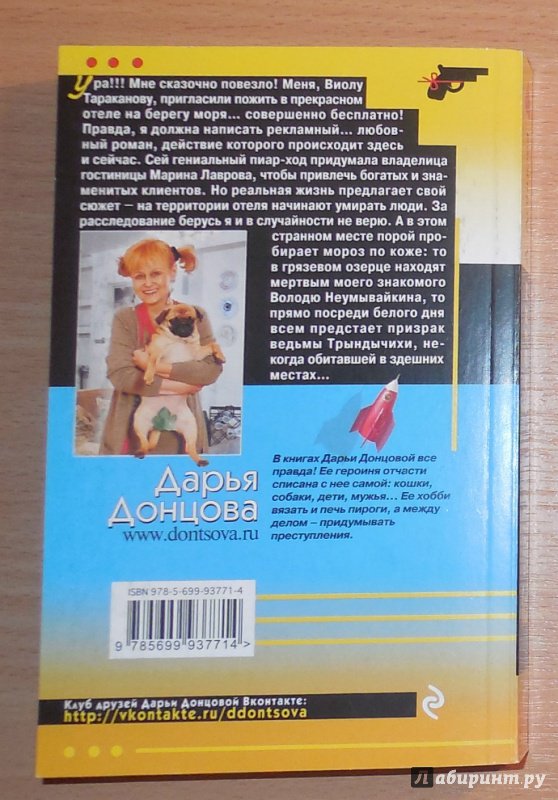 Ура!!! Мне сказочно повезло! Меня, Виолу
Тараканову, пригласили пожить в прекрасном
отеле на берегу моря... совершенно бесплатно!
Правда, я должна написать рекламный... любов-
ный роман, действие которого происходит здесь
и сейчас. Сей гениальный пиар-ход придумала владелица
гостиницы Марина Лаврова, чтобы привлечь богатых и зна-
менитых клиентов. Но реальная жизнь предлагает свой
сюжет – на территории отеля начинают умирать люди. За
расследование берусь я и в случайности не верю. А в этом
странном месте порой про-
бирает мороз по коже: то
в грязевом озерце находят
мертвым моего знакомого
Володю Неумывайкина, то
прямо посреди белого дня
всем предстает призрак
ведьмы Трындычихи, не-
когда обитавшей в здешних
местах...
Дарья
Донцова
www.dontsova.ru
В книгах Дарьи Донцовой все
правда! Ее героиня отчасти
списана с нее самой: кошки,
собаки, дети, мужья... Ее хобби
вязать и печь пироги, а между
делом – придумывать
преступления.
ISBN 978-5-699-93771-4
9 785699 937714 >
Клуб друзей Дарьи Донцовой Вконтакте:
http://vkontakte.ru/ddontsova
Лабиринт.ру